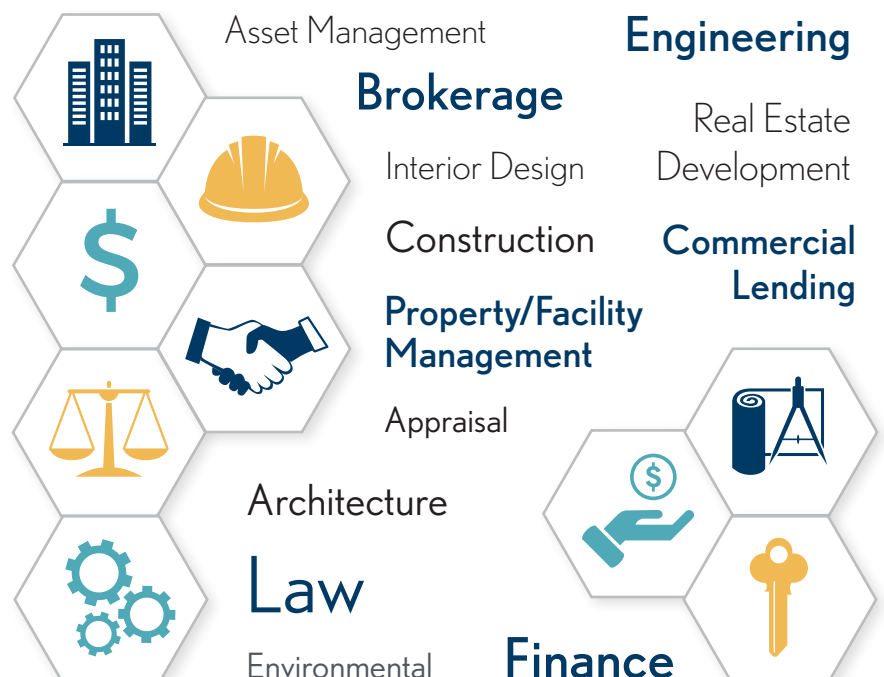 Asset Management
Engineering
Brokerage
Real Estate
Development
Interior Design
Construction
Commercial
Lending
Property/Facility
Management
Appraisal
$
$
Architecture
Law
Environmental
Finance